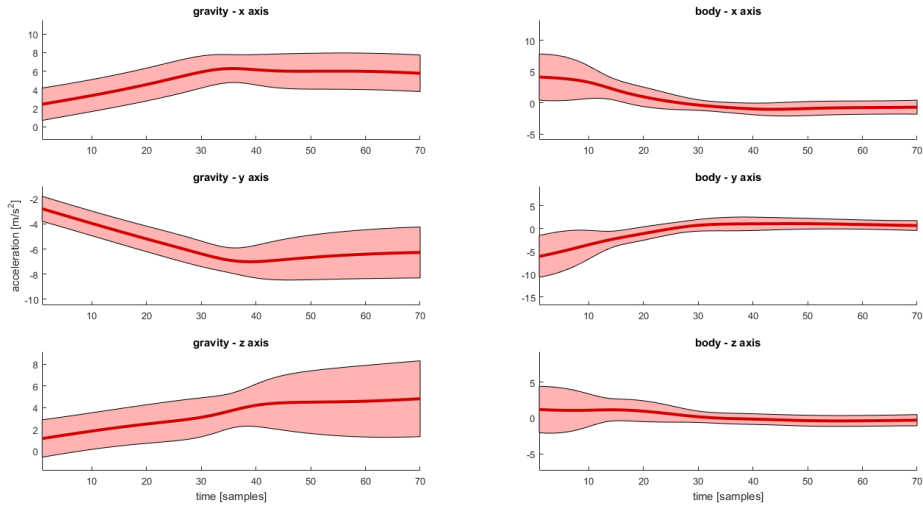 gravity - x axis
10
8
6
4
2
0
10 20 30 40 50 60 70
body - x axis
10
5
0
-5
10 20 30 40 50 60 70
gravity - y axis
acceleration [m/s²]
-2
-4
-6
-8
-10
10 20 30 40 50 60 70
body - y axis
5
0
-5
-10
-15
10 20 30 40 50 60 70
gravity - z axis
8
6
4
2
0
10 20 30 40 50 60 70
time [samples]
body - z axis
5
0
-5
10 20 30 40 50 60 70
time [samples]